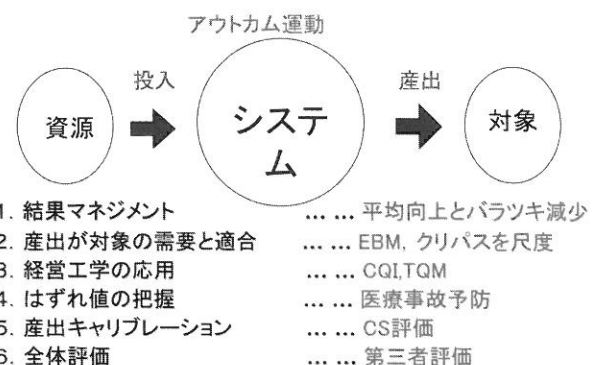 アウトカム運動
投入
産出
資源
システ
ム
対象
1. 結果マネジメント ... ... 平均向上とバラツキ減少
2. 産出が対象の需要と適合 ... ... EBM, クリパスを尺度
3. 経営工学の応用 ... ... CQI,TQM
4. はずれ値の把握 ... ... 医療事故予防
5. 産出キャリブレーション ... ... CS評価
6. 全体評価 ... ... 第三者評価